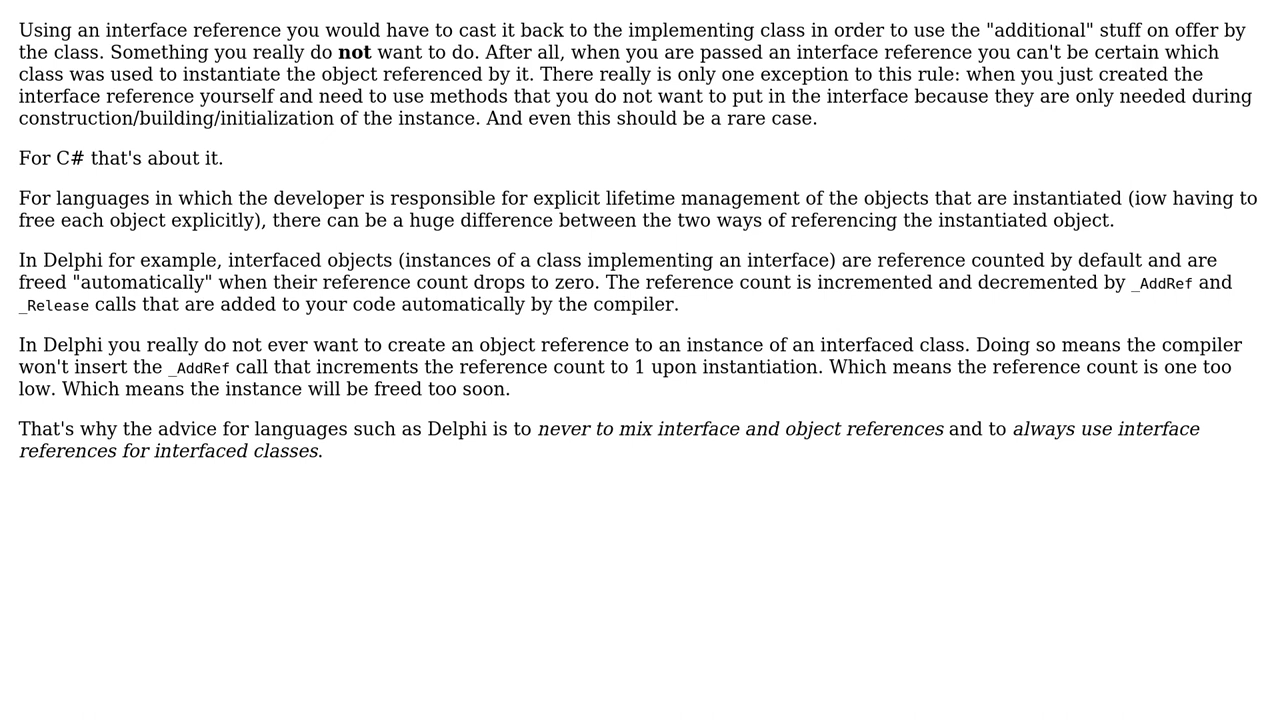 Using an interface reference you would have to cast it back to the implementing class in order to use the "additional" stuff on offer by
the class. Something you really do not want to do. After all, when you are passed an interface reference you can't be certain which
class was used to instantiate the object referenced by it. There really is only one exception to this rule: when you just created the
interface reference yourself and need to use methods that you do not want to put in the interface because they are only needed during
construction/building/initialization of the instance. And even this should be a rare case.
For C# that's about it.
For languages in which the developer is responsible for explicit lifetime management of the objects that are instantiated (iow having to
free each object explicitly), there can be a huge difference between the two ways of referencing the instantiated object.
In Delphi for example, interfaced objects (instances of a class implementing an interface) are reference counted by default and are
freed "automatically" when their reference count drops to zero. The reference count is incremented and decremented by _AddRef and
_Release calls that are added to your code automatically by the compiler.
In Delphi you really do not ever want to create an object reference to an instance of an interfaced class. Doing so means the compiler
won't insert the _AddRef call that increments the reference count to 1 upon instantiation. Which means the reference count is one too
low. Which means the instance will be freed too soon.
That's why the advice for languages such as Delphi is to never to mix interface and object references and to always use interface
references for interfaced classes.